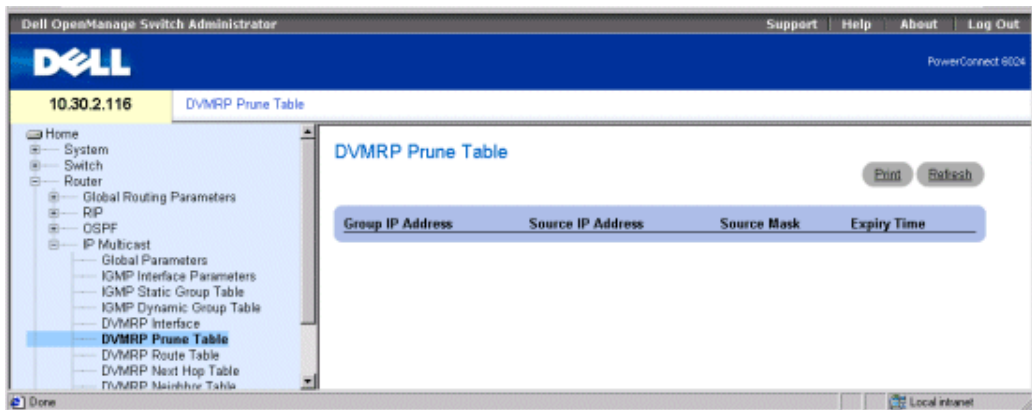 Dell OpenManage Switch Administrator
Support Help About Log Out
DELL
PowerConnect 6024
10.30.2.116
DVMRP Prune Table
Home
System
Switch
Router
Global Routing Parameters
RIP
OSPF
IP Multicast
Global Parameters
IGMP Interface Parameters
IGMP Static Group Table
IGMP Dynamic Group Table
DVMRP Interface
DVMRP Prune Table
DVMRP Route Table
DVMRP Next Hop Table
DVMRP Neighbor Table
DVMRP Prune Table
Print Refresh
Group IP Address Source IP Address Source Mask Expiry Time
Done
Local intranet